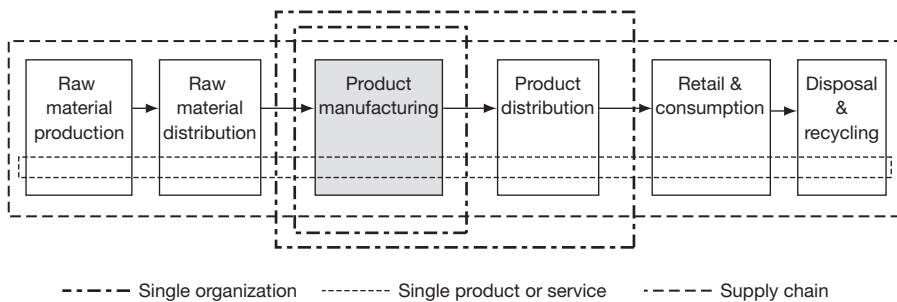 Raw
material
production
Raw
material
distribution
Product
manufacturing
Product
distribution
Retail &
consumption
Disposal
&
recycling
Single organization
Single product or service
Supply chain